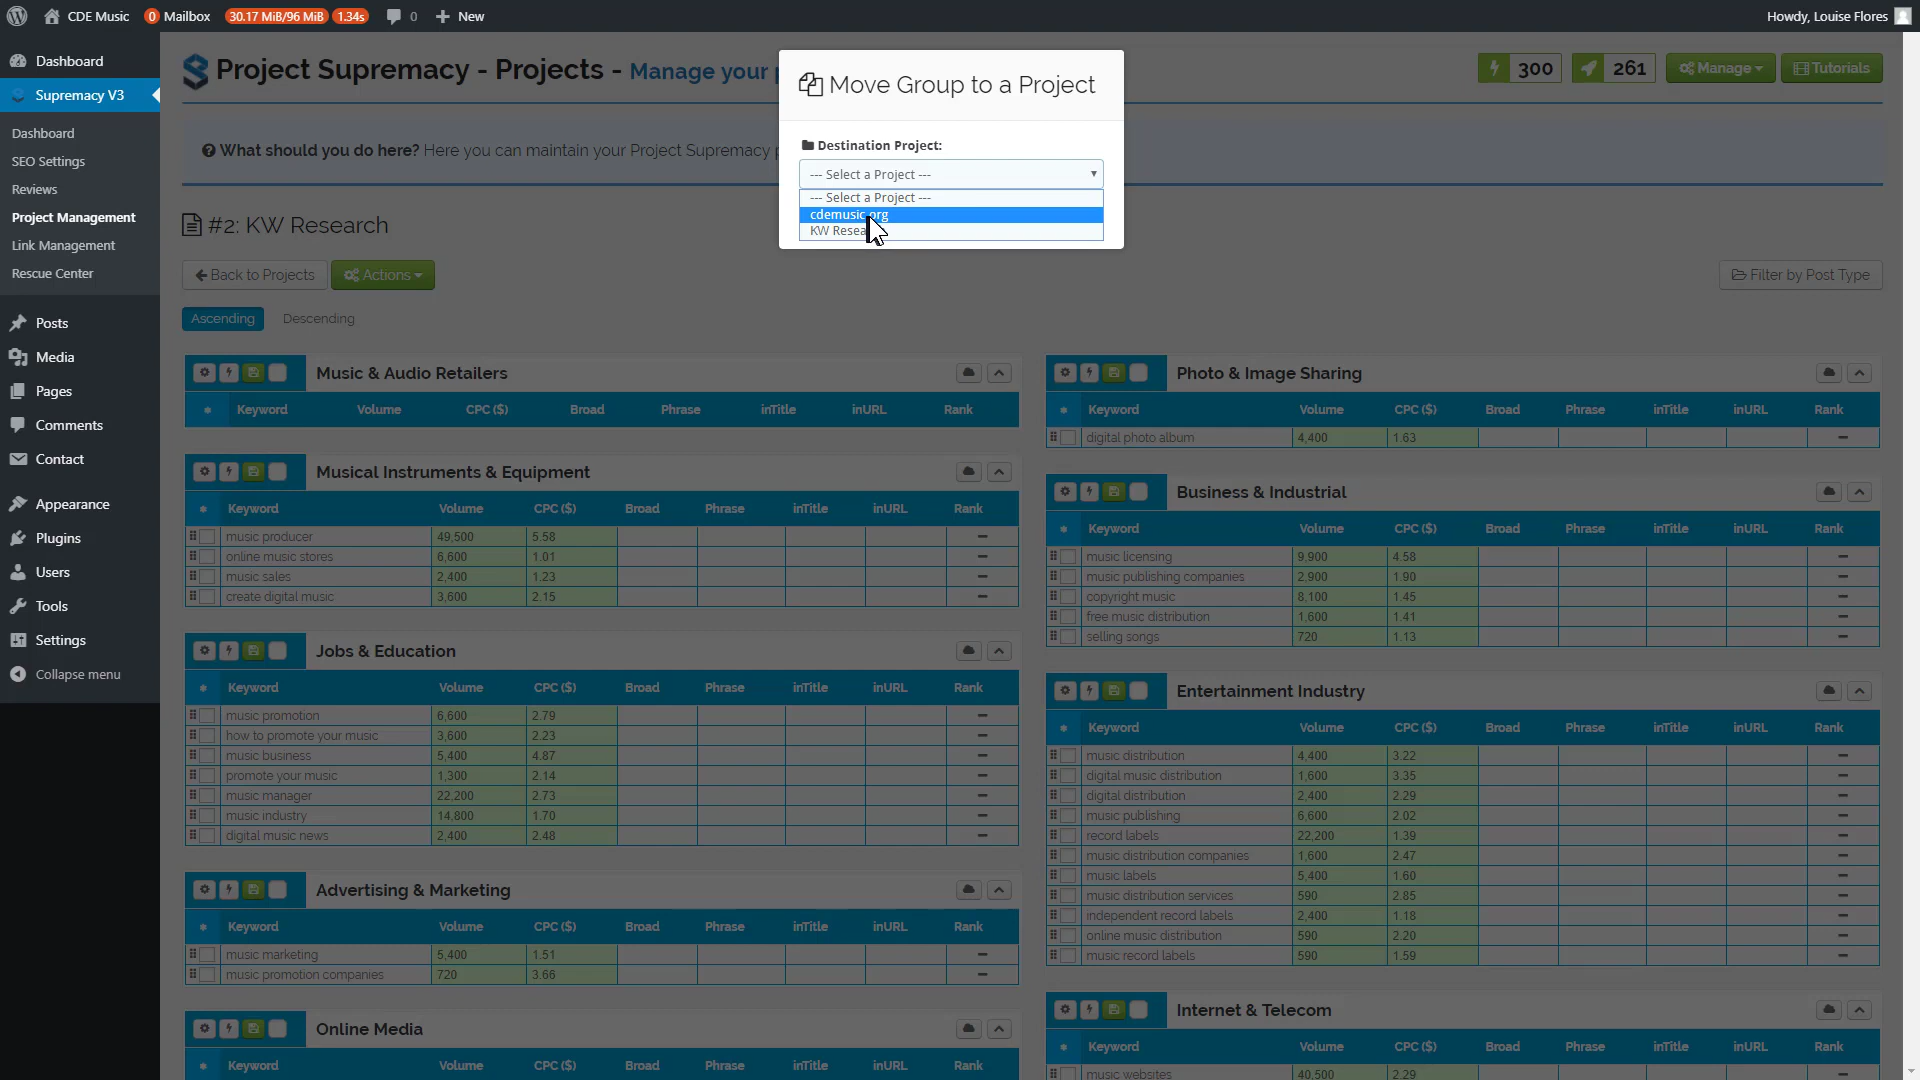 CDE Music 0 Mailbox 30.17 MiB/96 MiB 1.34s 0 New Howdy, Louise Flores
Dashboard
Supremacy V3
Dashboard
SEO Settings
Reviews
Project Management
Link Management
Rescue Center
Posts
Media
Pages
Comments
Contact
Appearance
Plugins
Users
Tools
Settings
Collapse menu
Project Supremacy - Projects - Manage your
300 261 Manage Tutorials
What should you do here? Here you can maintain your Project Supremacy
Move Group to a Project
Destination Project:
--- Select a Project ---
--- Select a Project ---
cdemusic.org
KW Resea
#2: KW Research
Back to Projects Actions Filter by Post Type
Ascending Descending
Music & Audio Retailers
Keyword Volume CPC ($) Broad Phrase inTitle inURL Rank
Musical Instruments & Equipment
Keyword Volume CPC ($) Broad Phrase inTitle inURL Rank
music producer 49,500 5.58
online music stores 6,600 1.01
music sales 2,400 1.23
create digital music 3,600 2.15
Jobs & Education
Keyword Volume CPC ($) Broad Phrase inTitle inURL Rank
music promotion 6,600 2.79
how to promote your music 3,600 2.23
music business 5,400 4.87
promote your music 1,300 2.14
music manager 22,200 2.73
music industry 14,800 1.70
digital music news 2,400 2.48
Advertising & Marketing
Keyword Volume CPC ($) Broad Phrase inTitle inURL Rank
music marketing 5,400 1.51
music promotion companies 720 3.66
Online Media
Keyword Volume CPC ($) Broad Phrase inTitle inURL Rank
Photo & Image Sharing
Keyword Volume CPC ($) Broad Phrase inTitle inURL Rank
digital photo album 4,400 1.63
Business & Industrial
Keyword Volume CPC ($) Broad Phrase inTitle inURL Rank
music licensing 9,900 4.58
music publishing companies 2,900 1.90
copyright music 8,100 1.45
free music distribution 1,600 1.41
selling songs 720 1.13
Entertainment Industry
Keyword Volume CPC ($) Broad Phrase inTitle inURL Rank
music distribution 4,400 3.22
digital music distribution 1,600 3.35
digital distribution 2,400 2.29
music publishing 6,600 2.02
record labels 22,200 1.39
music distribution companies 1,600 2.47
music labels 5,400 1.60
music distribution services 590 2.85
independent record labels 2,400 1.18
online music distribution 590 2.20
music record labels 590 1.59
Internet & Telecom
Keyword Volume CPC ($) Broad Phrase inTitle inURL Rank
music websites 40,500 2.29